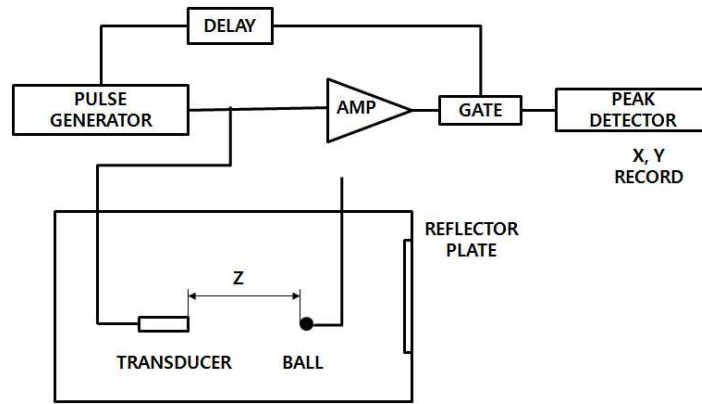 DELAY
PULSE
GENERATOR
AMP
GATE
PEAK
DETECTOR
X, Y
RECORD
REFLECTOR
PLATE
Z
TRANSDUCER
BALL